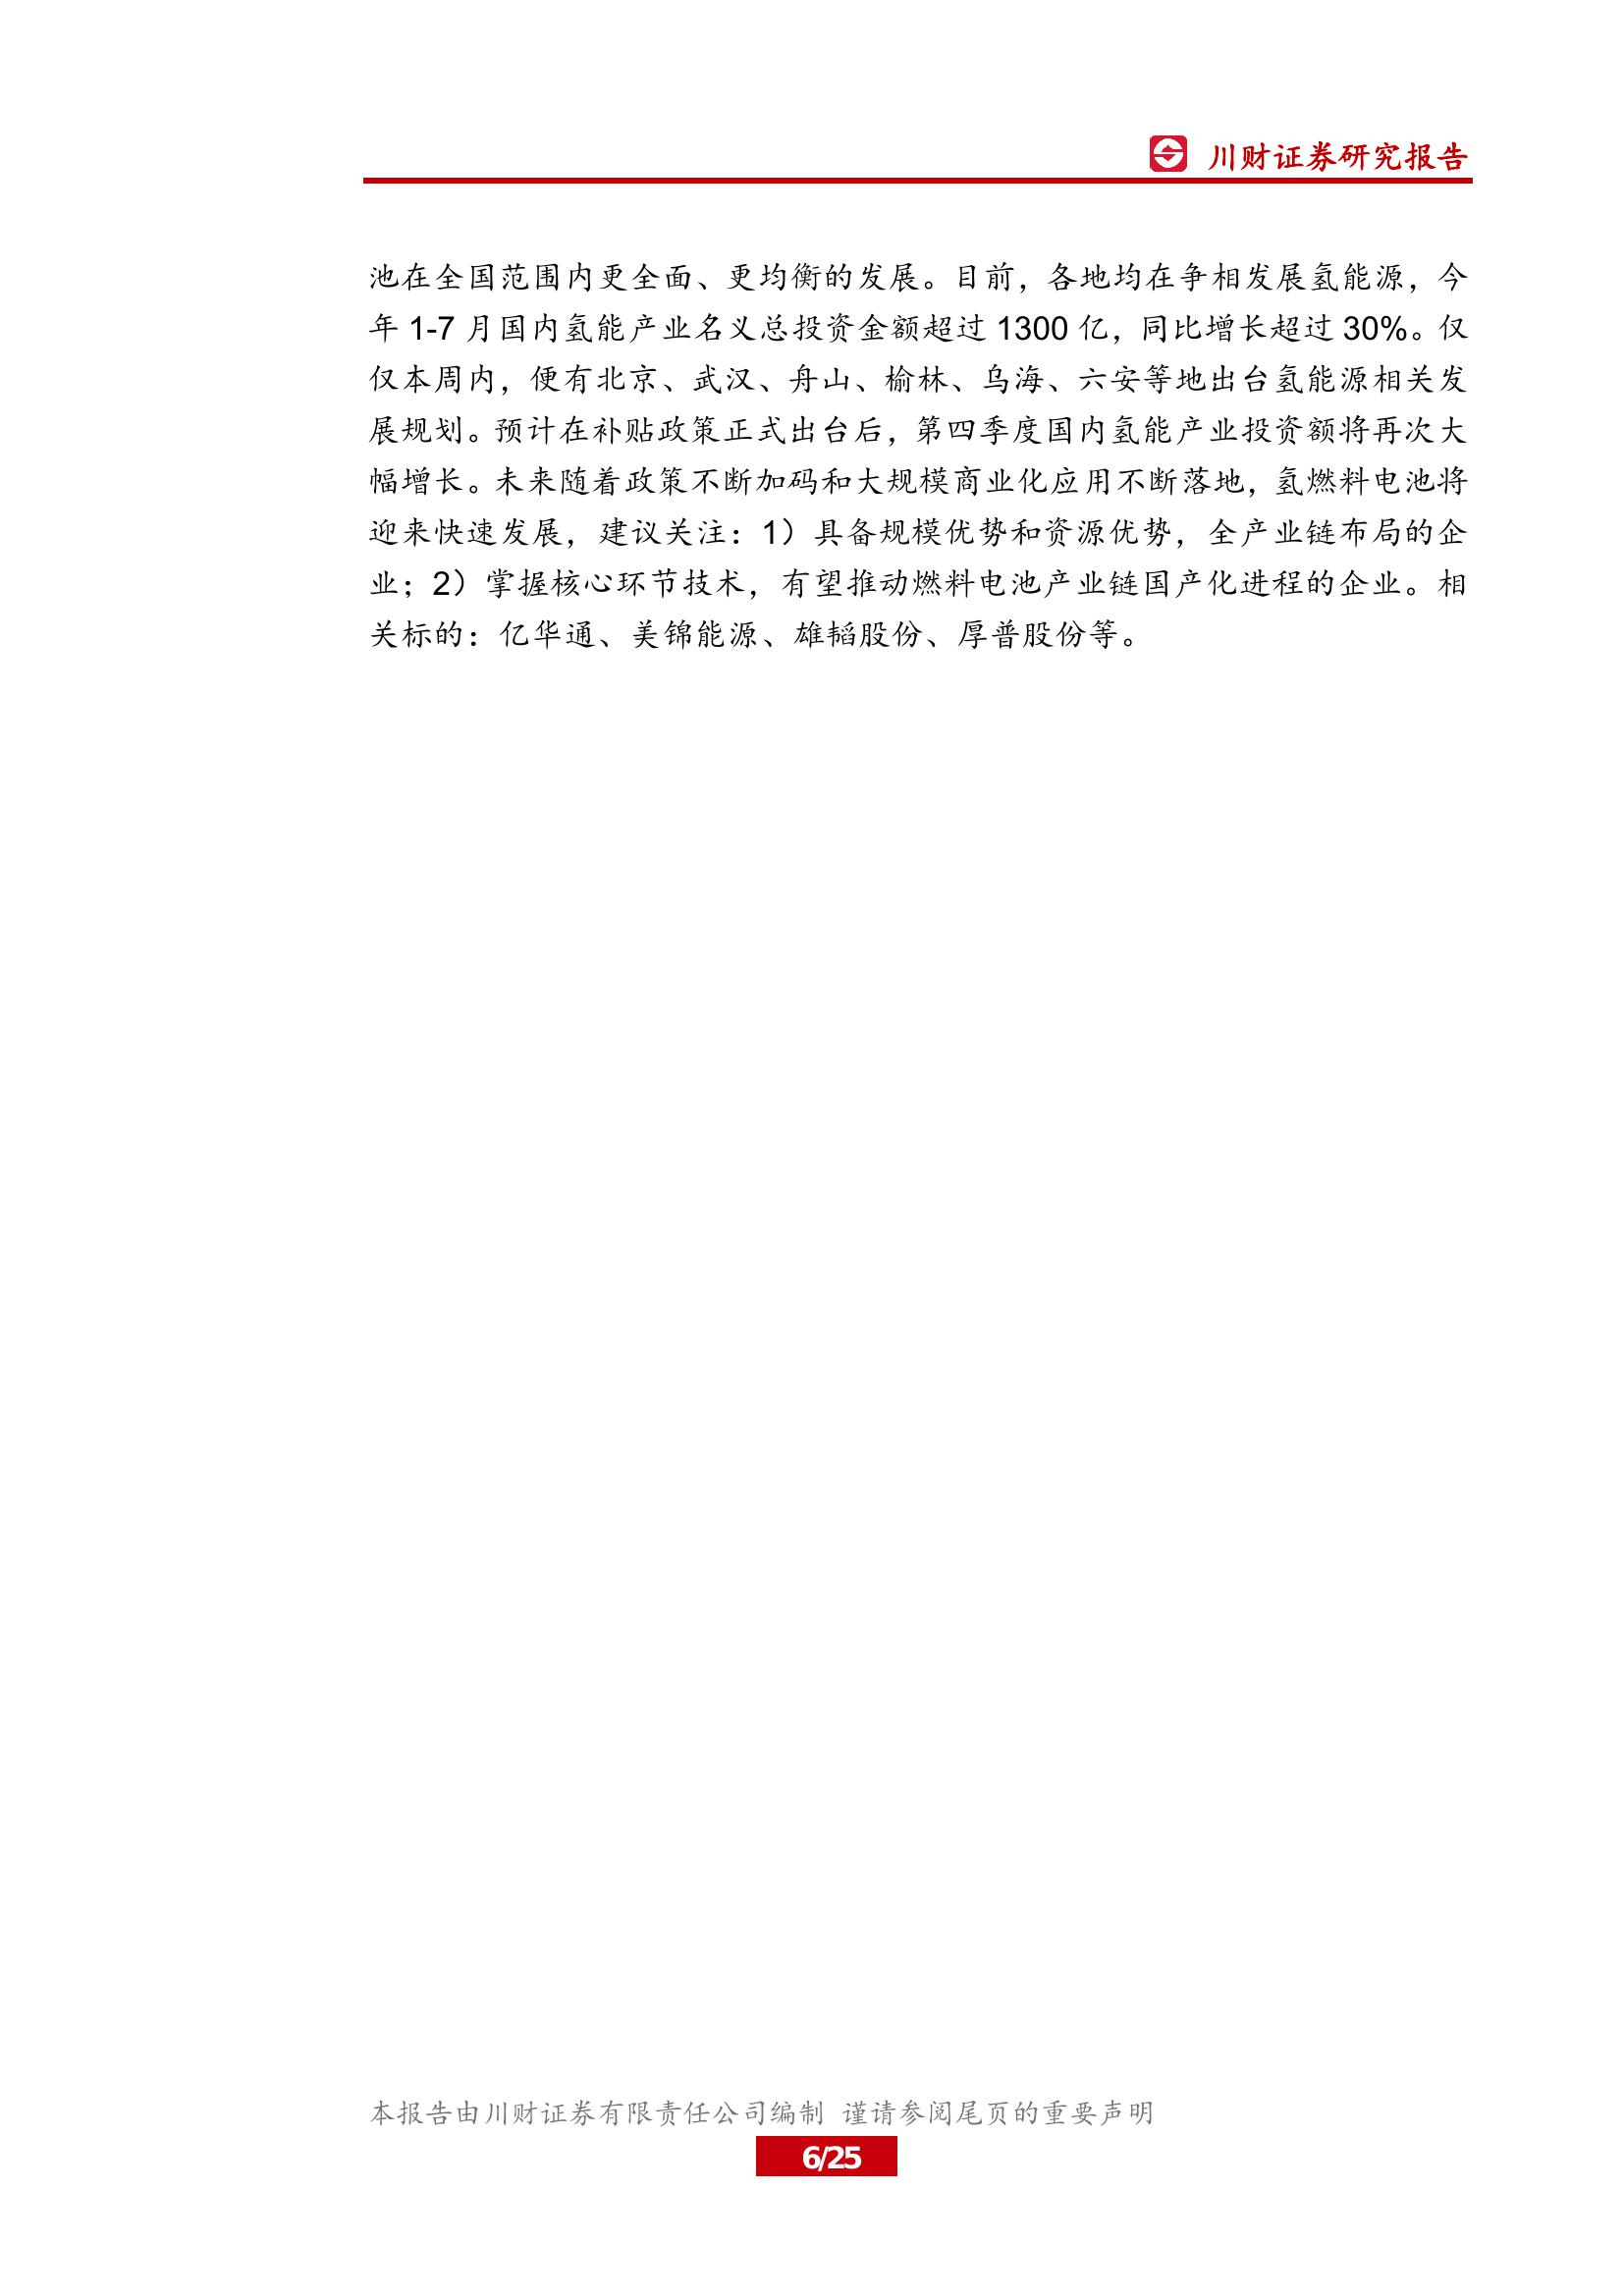 川财证券研究报告
池在全国范围内更全面、更均衡的发展。目前，各地均在争相发展氢能源，今
年 1-7 月国内氢能产业名义总投资金额超过 1300 亿，同比增长超过 30%。仅
仅本周内，便有北京、武汉、舟山、榆林、乌海、六安等地出台氢能源相关发
展规划。预计在补贴政策正式出台后，第四季度国内氢能产业投资额将再次大
幅增长。未来随着政策不断加码和大规模商业化应用不断落地，氢燃料电池将
迎来快速发展，建议关注：1）具备规模优势和资源优势，全产业链布局的企
业；2）掌握核心环节技术，有望推动燃料电池产业链国产化进程的企业。相
关标的：亿华通、美锦能源、雄韬股份、厚普股份等。
本报告由川财证券有限责任公司编制 谨请参阅尾页的重要声明
6/25